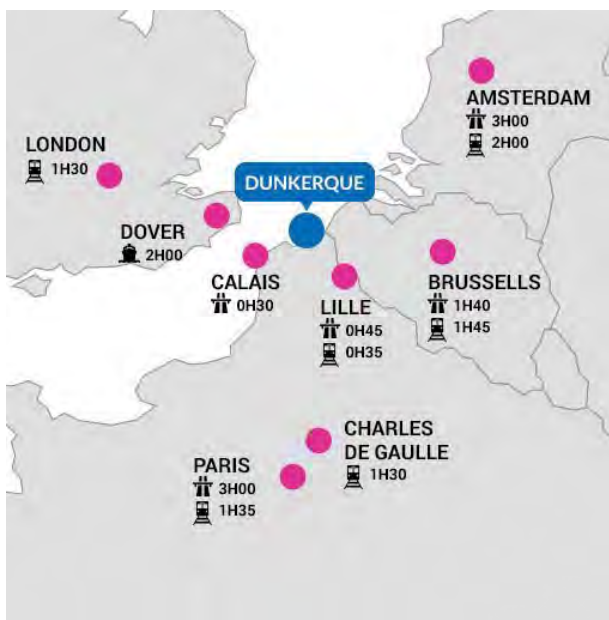 AMSTERDAM
3H00
2H00
LONDON
1H30
DUNKERQUE
DOVER
2H00
CALAIS
0H30
LILLE
0H45
0H35
BRUSSELLS
1H40
1H45
CHARLES
DE GAULLE
1H30
PARIS
3H00
1H35